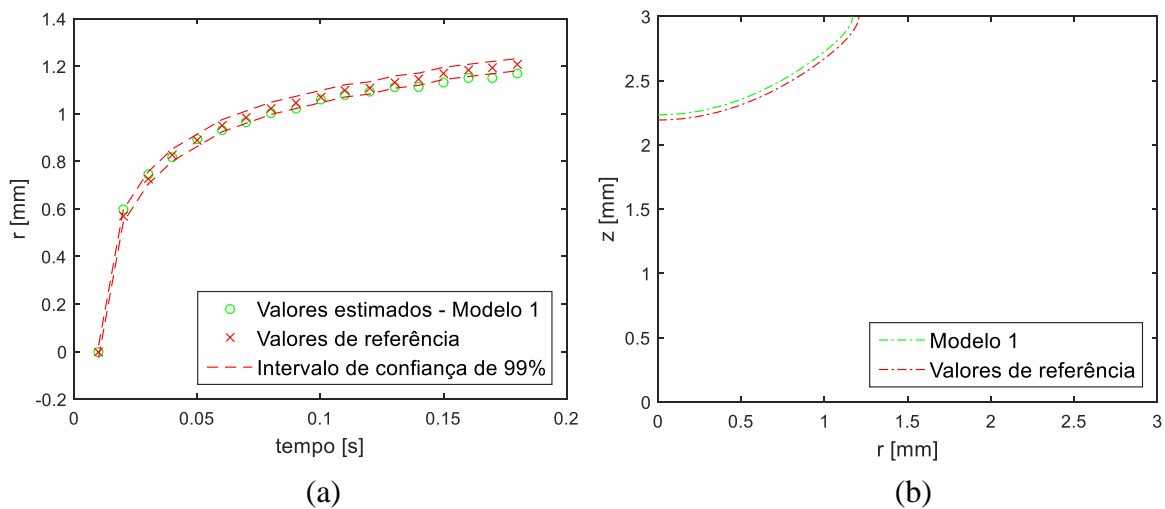 1.4
1.2
1
0.8
0.6
0.4
0.2
0
-0.2
r [mm]
0 0.05 0.1 0.15 0.2
tempo [s]
Valores estimados - Modelo 1
Valores de referência
Intervalo de confiança de 99%
(a)
3
2.5
2
1.5
1
0.5
0
z [mm]
0 0.5 1 1.5 2 2.5 3
r [mm]
Modelo 1
Valores de referência
(b)